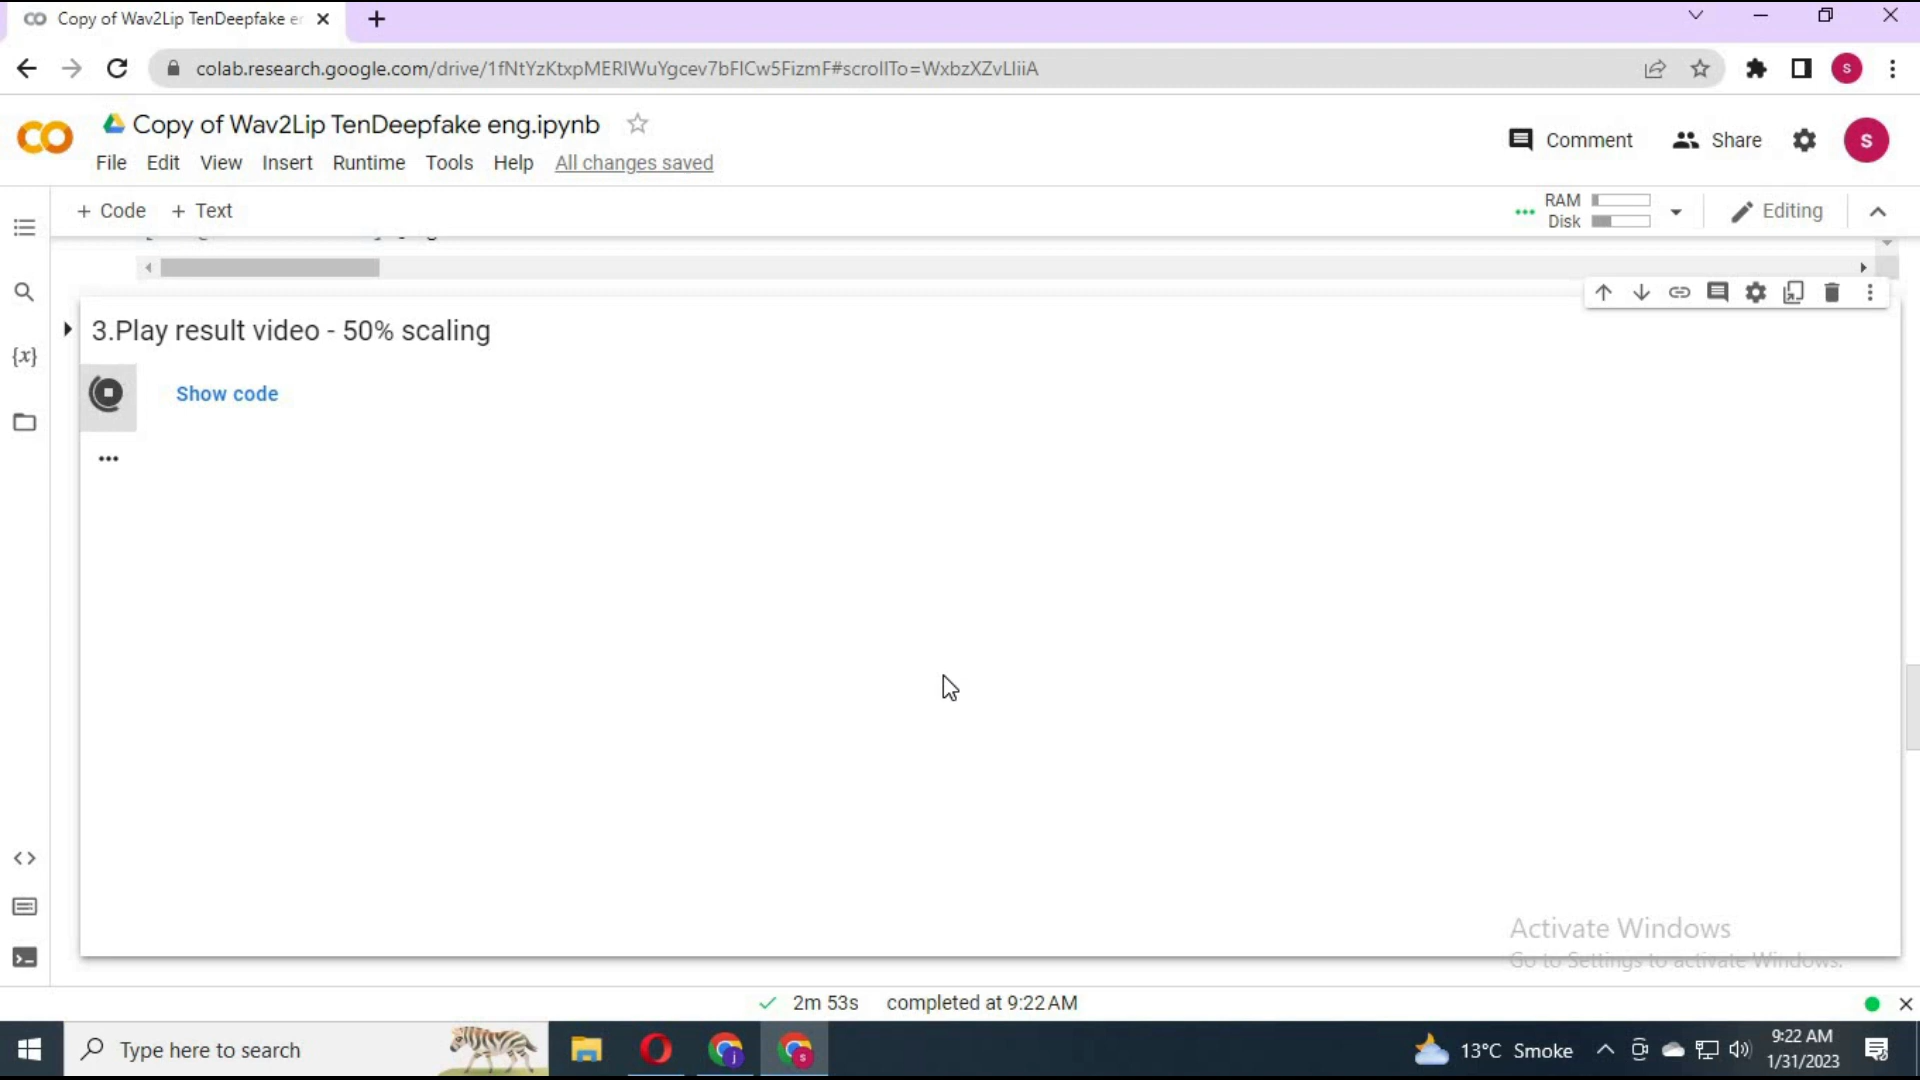 Copy of Wav2Lip TenDeepfake er
colab.research.google.com/drive/1fNtYzKtxpMERlWuYgcev7bFlCw5FizmF#scrollTo=WxbzXZvLIiiA
S
Copy of Wav2Lip TenDeepfake eng.ipynb
Comment
Share
S
File Edit View Insert Runtime Tools Help All changes saved
+ Code + Text
RAM
Disk
Editing
3.Play result video - 50% scaling
{x}
Show code
Activate Windows
Go to Settings to activate Windows.
2m 53s completed at 9:22 AM
Type here to search
j
s
13°C Smoke
9:22 AM
1/31/2023